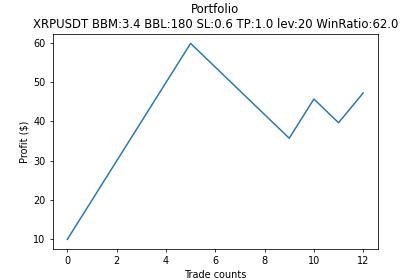 Portfolio
XRPUSDT BBM:3.4 BBL:180 SL:0.6 TP:1.0 lev:20 WinRatio:62.0
60
50
40
30
20
10
Profit ($)
0 2 4 6 8 10 12
Trade counts